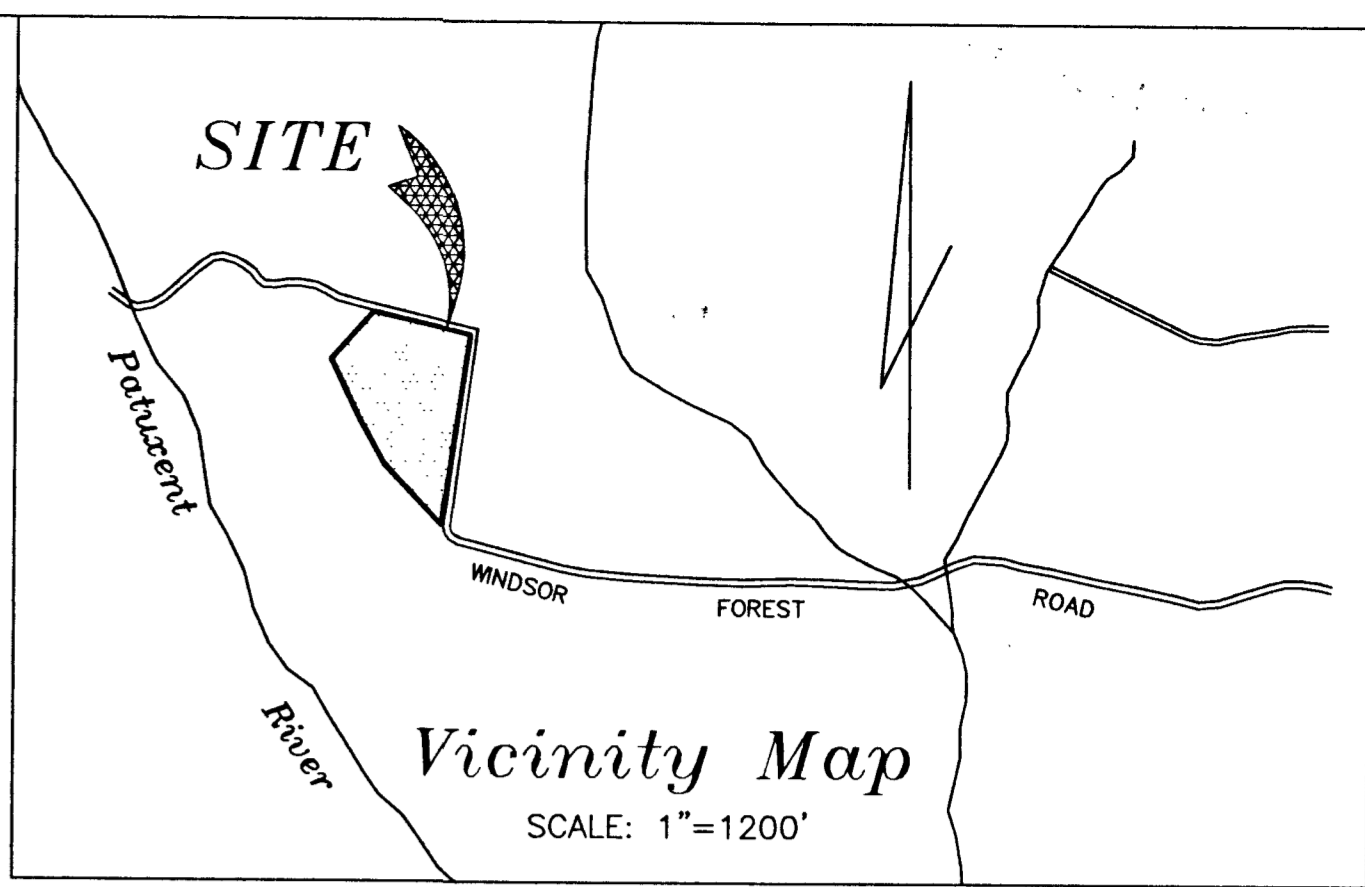 SITE
Patuxent
River
WINDSOR FOREST ROAD
Vicinity Map
SCALE: 1"=1200'